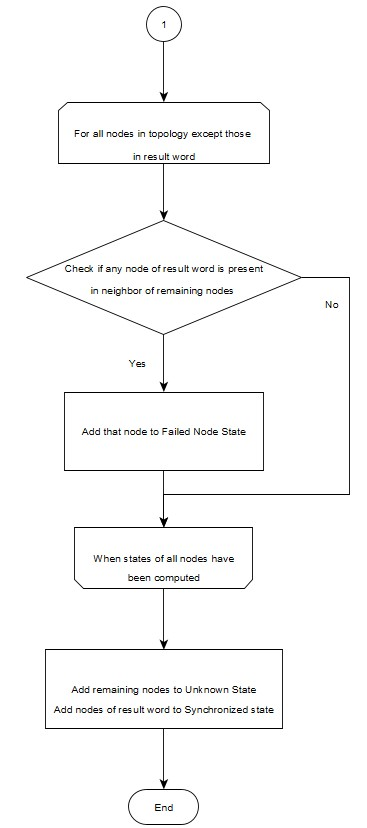 1
For all nodes in topology except those
in result word
Check if any node of result word is present
in neighbor of remaining nodes
No
Yes
Add that node to Failed Node State
When states of all nodes have
been computed
Add remaining nodes to Unknown State
Add nodes of result word to Synchronized state
End